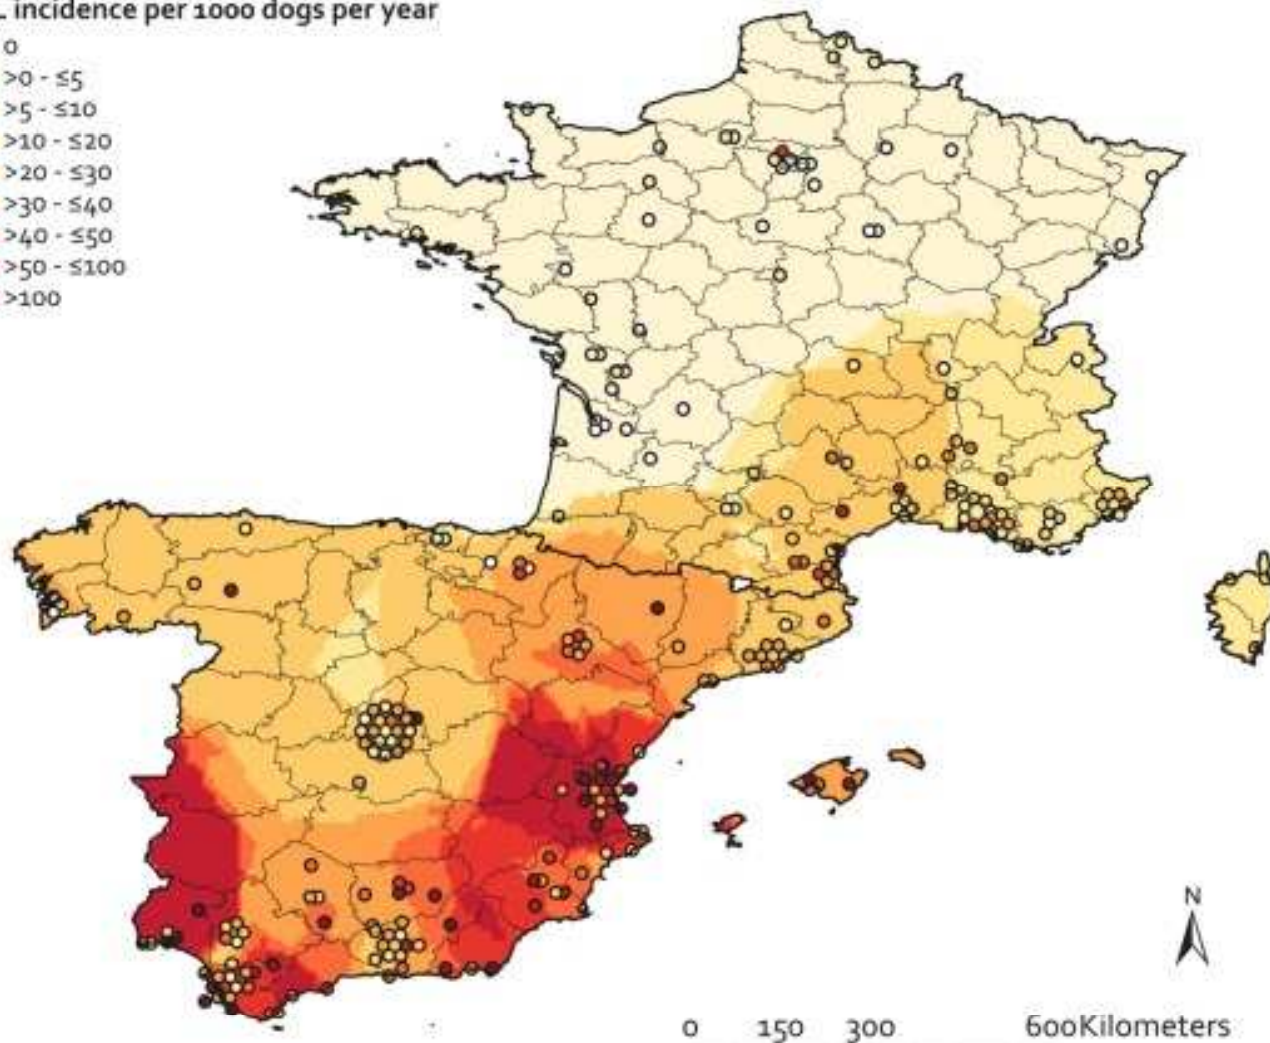 incidence per 1000 dogs per year
0
>0 - ≤5
>5 - ≤10
>10 - ≤20
>20 - ≤30
>30 - ≤40
>40 - ≤50
>50 - ≤100
>100
N
0 150 300 600Kilometers